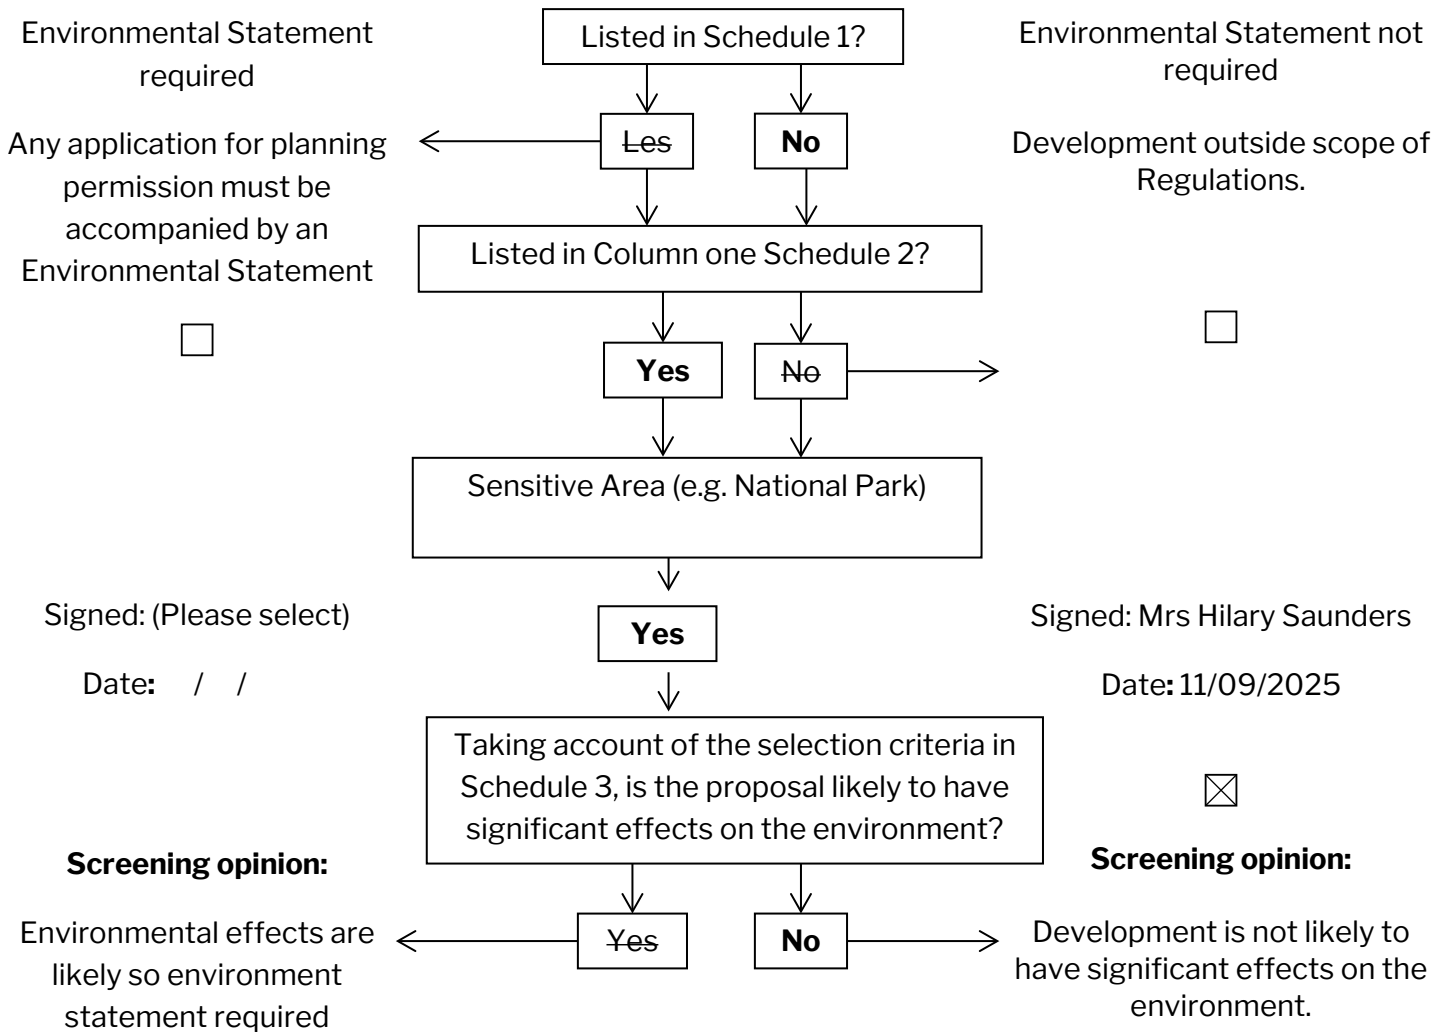 Environmental Statement
required
Listed in Schedule 1?
Environmental Statement not
required
Any application for planning
permission must be
accompanied by an
Environmental Statement
Les
No
Development outside scope of
Regulations.
Listed in Column one Schedule 2?
Yes
No
Sensitive Area (e.g. National Park)
Signed: (Please select)
Date: / /
Yes
Signed: Mrs Hilary Saunders
Date: 11/09/2025
Taking account of the selection criteria in
Schedule 3, is the proposal likely to have
significant effects on the environment?
Screening opinion:
Environmental effects are
likely so environment
statement required
Yes
No
Screening opinion:
Development is not likely to
have significant effects on the
environment.